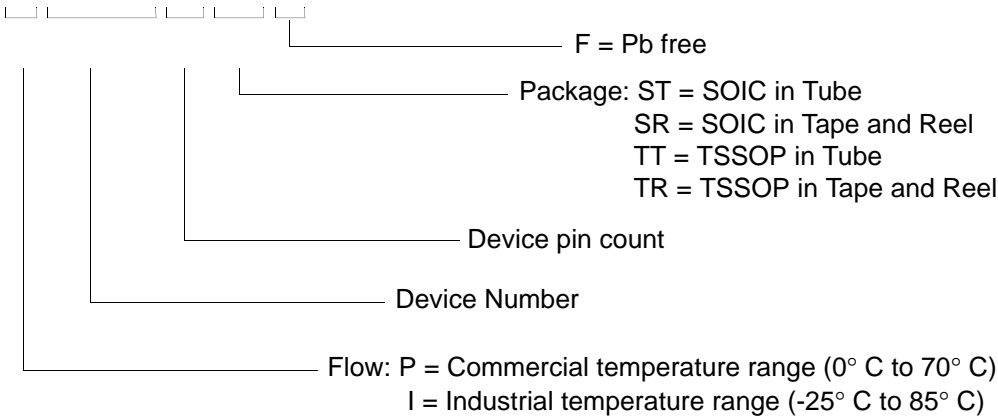 F = Pb free
Package: ST = SOIC in Tube
SR = SOIC in Tape and Reel
TT = TSSOP in Tube
TR = TSSOP in Tape and Reel
Device pin count
Device Number
Flow: P = Commercial temperature range (0° C to 70° C)
I = Industrial temperature range (-25° C to 85° C)